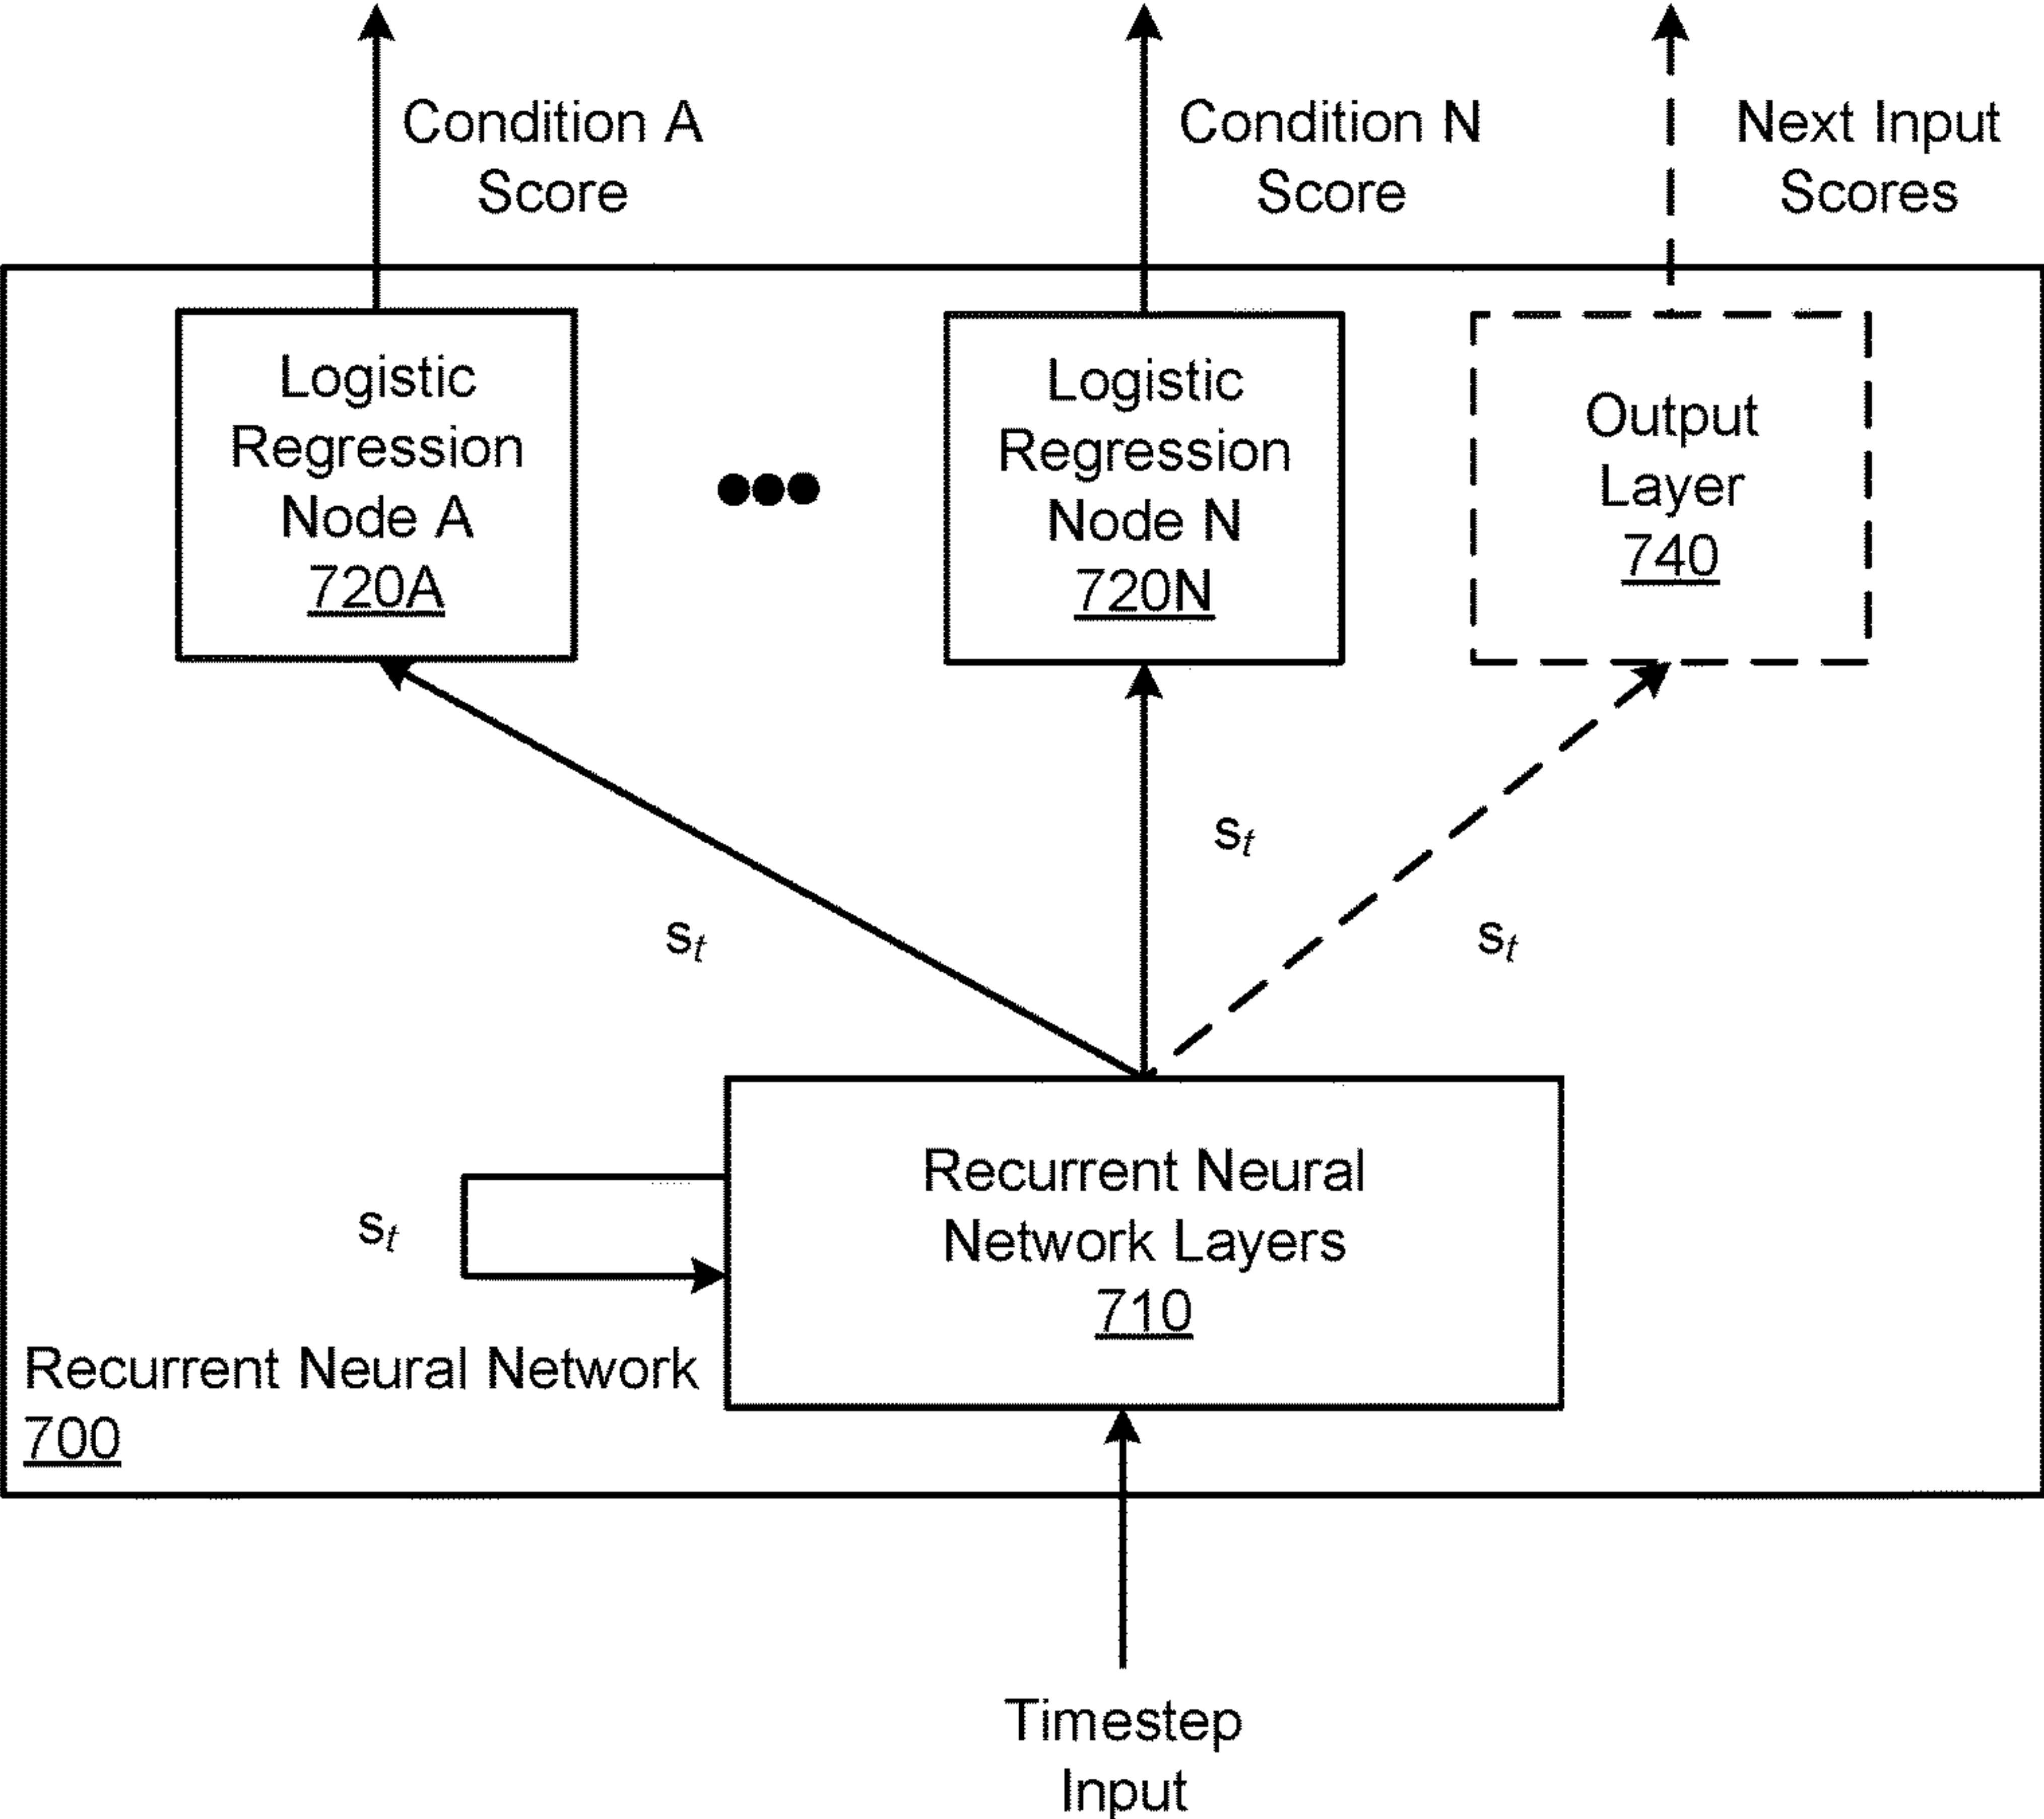 Condition A
Score
Condition N
Score
Next Input
Scores
Logistic
Regression
Node A
720A
Logistic
Regression
Node N
720N
Output
Layer
740
st
st
st
Recurrent Neural
Network Layers
710
st
Recurrent Neural Network
700
Timestep
Input